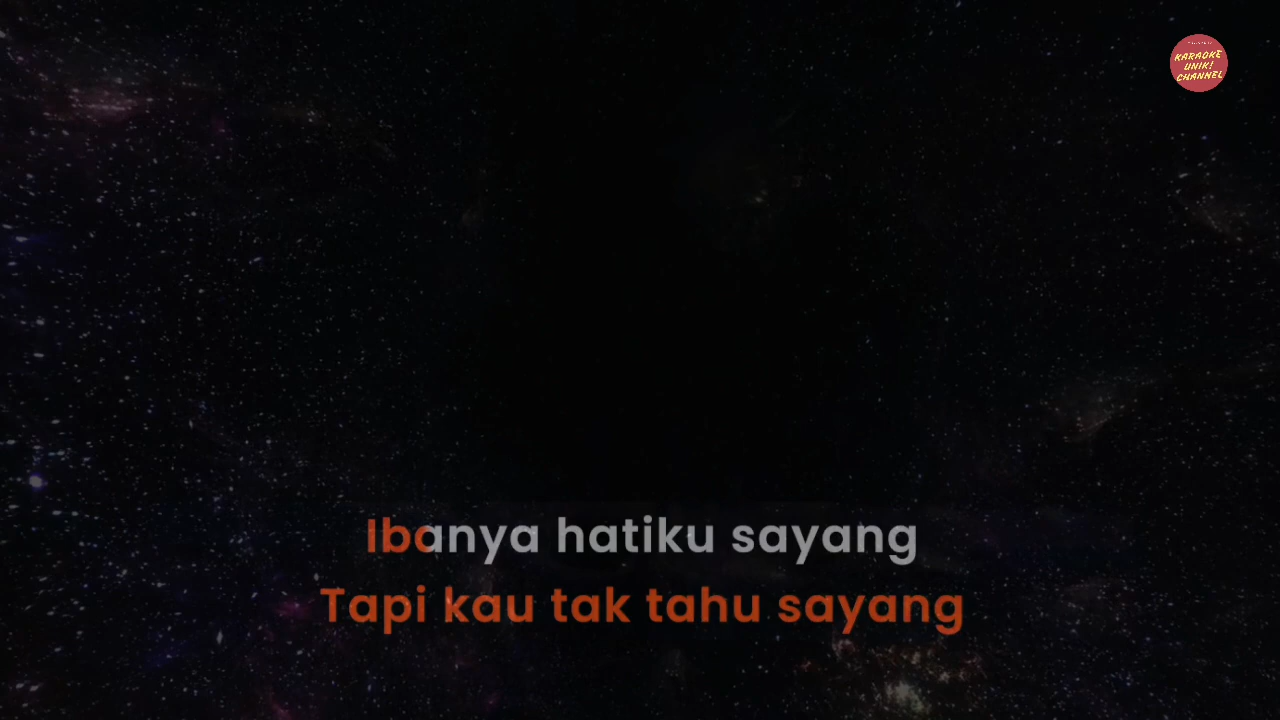 KARAOKE
UNIK!
CHANNEL
Ibanya hatiku sayang
Tapi kau tak tahu sayang